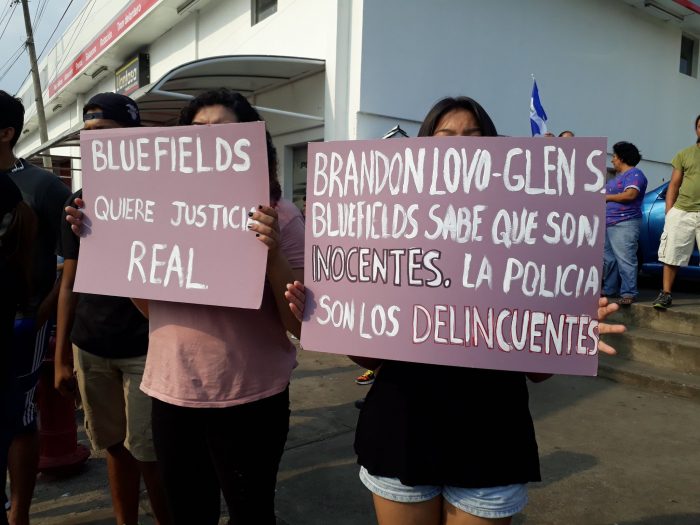 BLUEFIELDS
QUIERE JUSTICIA
REAL
BRANDON LOVO-GLEN S.
BLUEFIELDS SABE QUE SON
INOCENTES. LA POLICIA
SON LOS DELINCUENTES